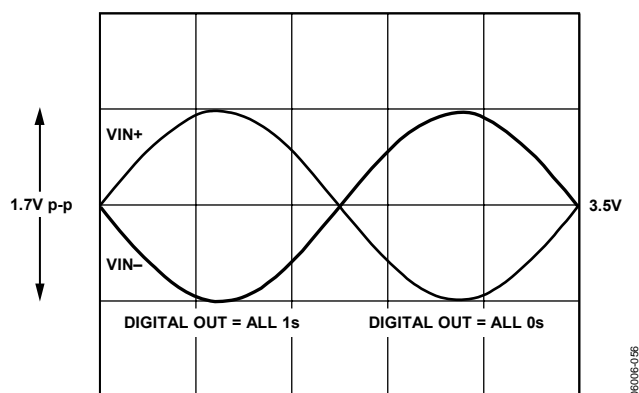 VIN+
1.7V p-p
3.5V
VIN–
DIGITAL OUT = ALL 1s
DIGITAL OUT = ALL 0s
06006-056